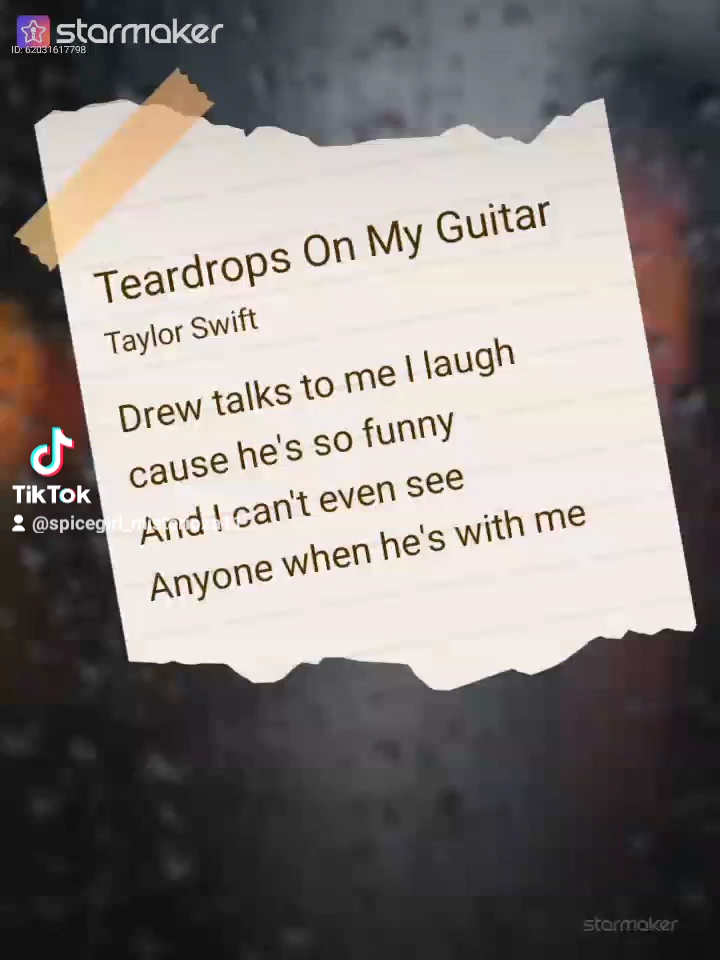 starmaker
ID: 62031617798
Teardrops On My Guitar
Taylor Swift
Drew talks to me I laugh
cause he's so funny
And I can't even see
Anyone when he's with me
TikTok
starmaker